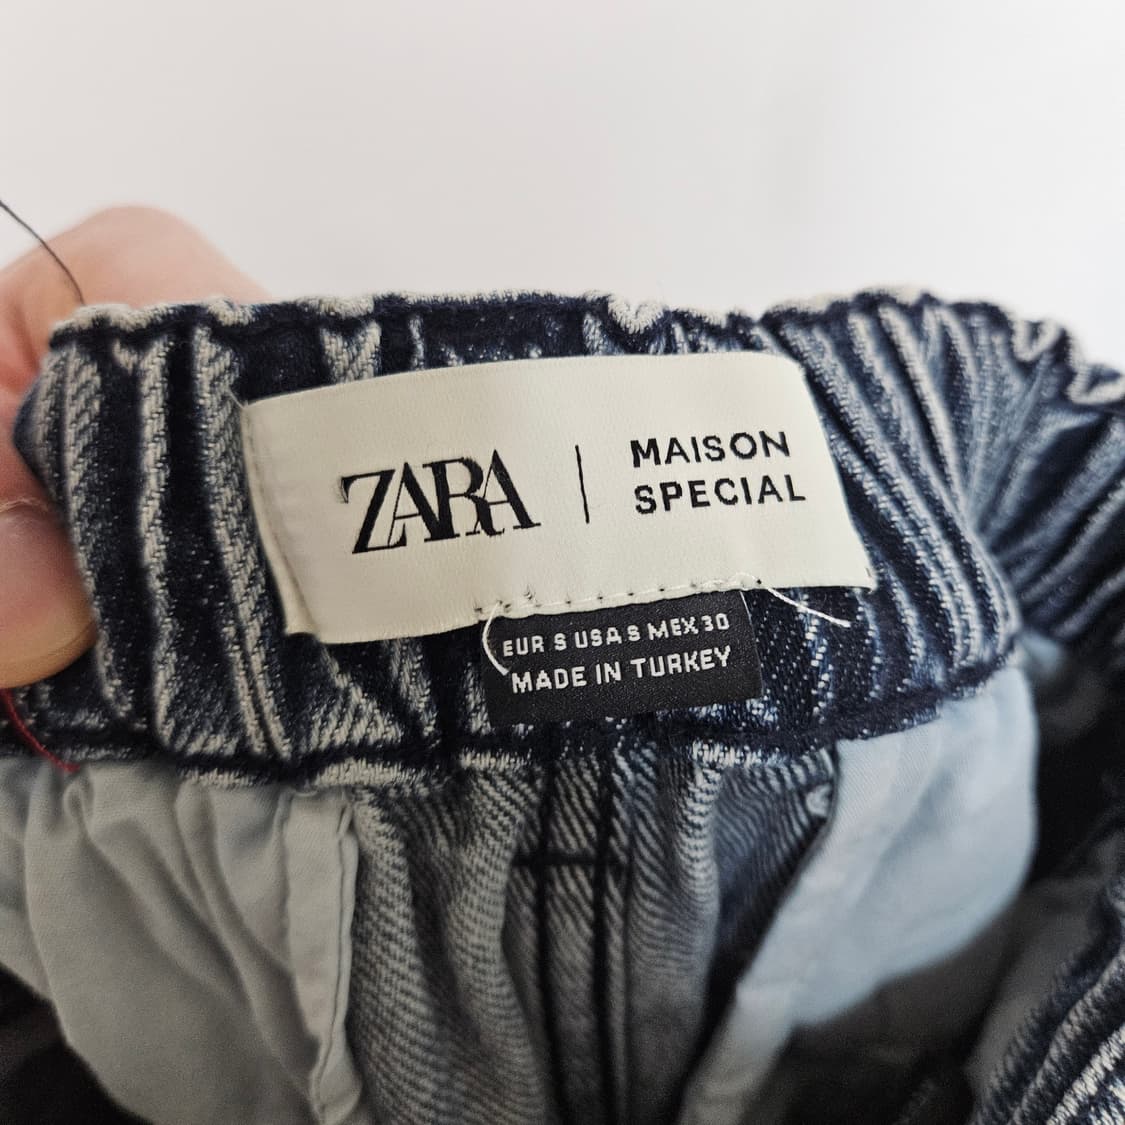 ZARA | MAISON
SPECIAL
EUR S USA S MEX 30
MADE IN TURKEY